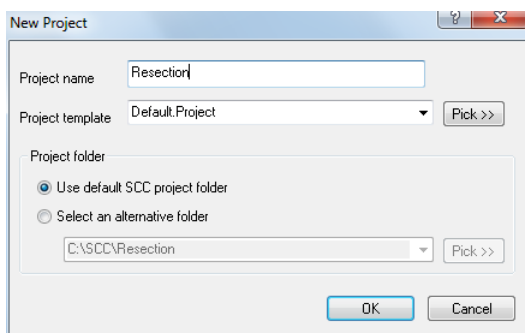 New Project
Project name Resection
Project template Default.Project Pick >>
Project folder
Use default SCC project folder
Select an alternative folder
C:\SCC\Resection Pick >>
OK Cancel